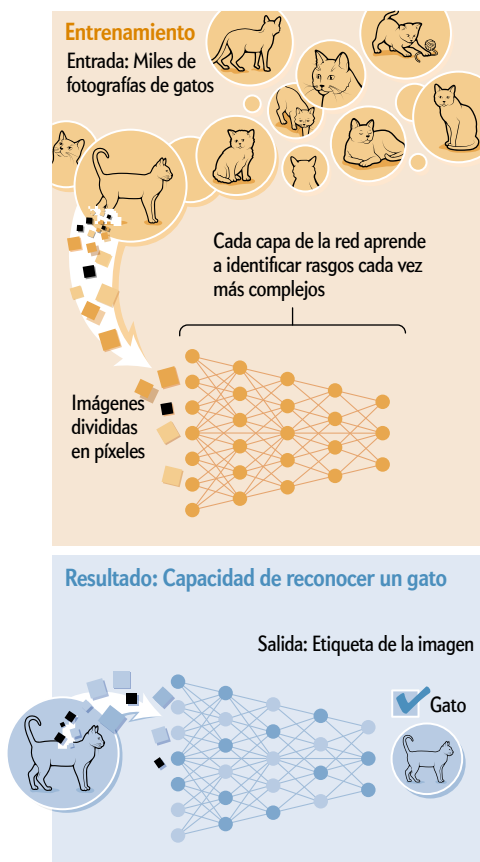 Entrenamiento
Entrada: Miles de
fotografías de gatos
Cada capa de la red aprende
a identificar rasgos cada vez
más complejos
Imágenes
divididas
en píxeles
Resultado: Capacidad de reconocer un gato
Salida: Etiqueta de la imagen
Gato